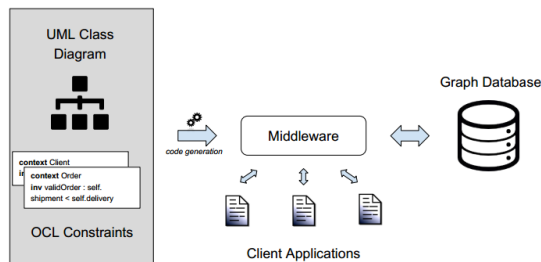 UML Class
Diagram
context Client
in
context Order
inv validOrder : self.
shipment < self.delivery
OCL Constraints
code generation
Middleware
Client Applications
Graph Database